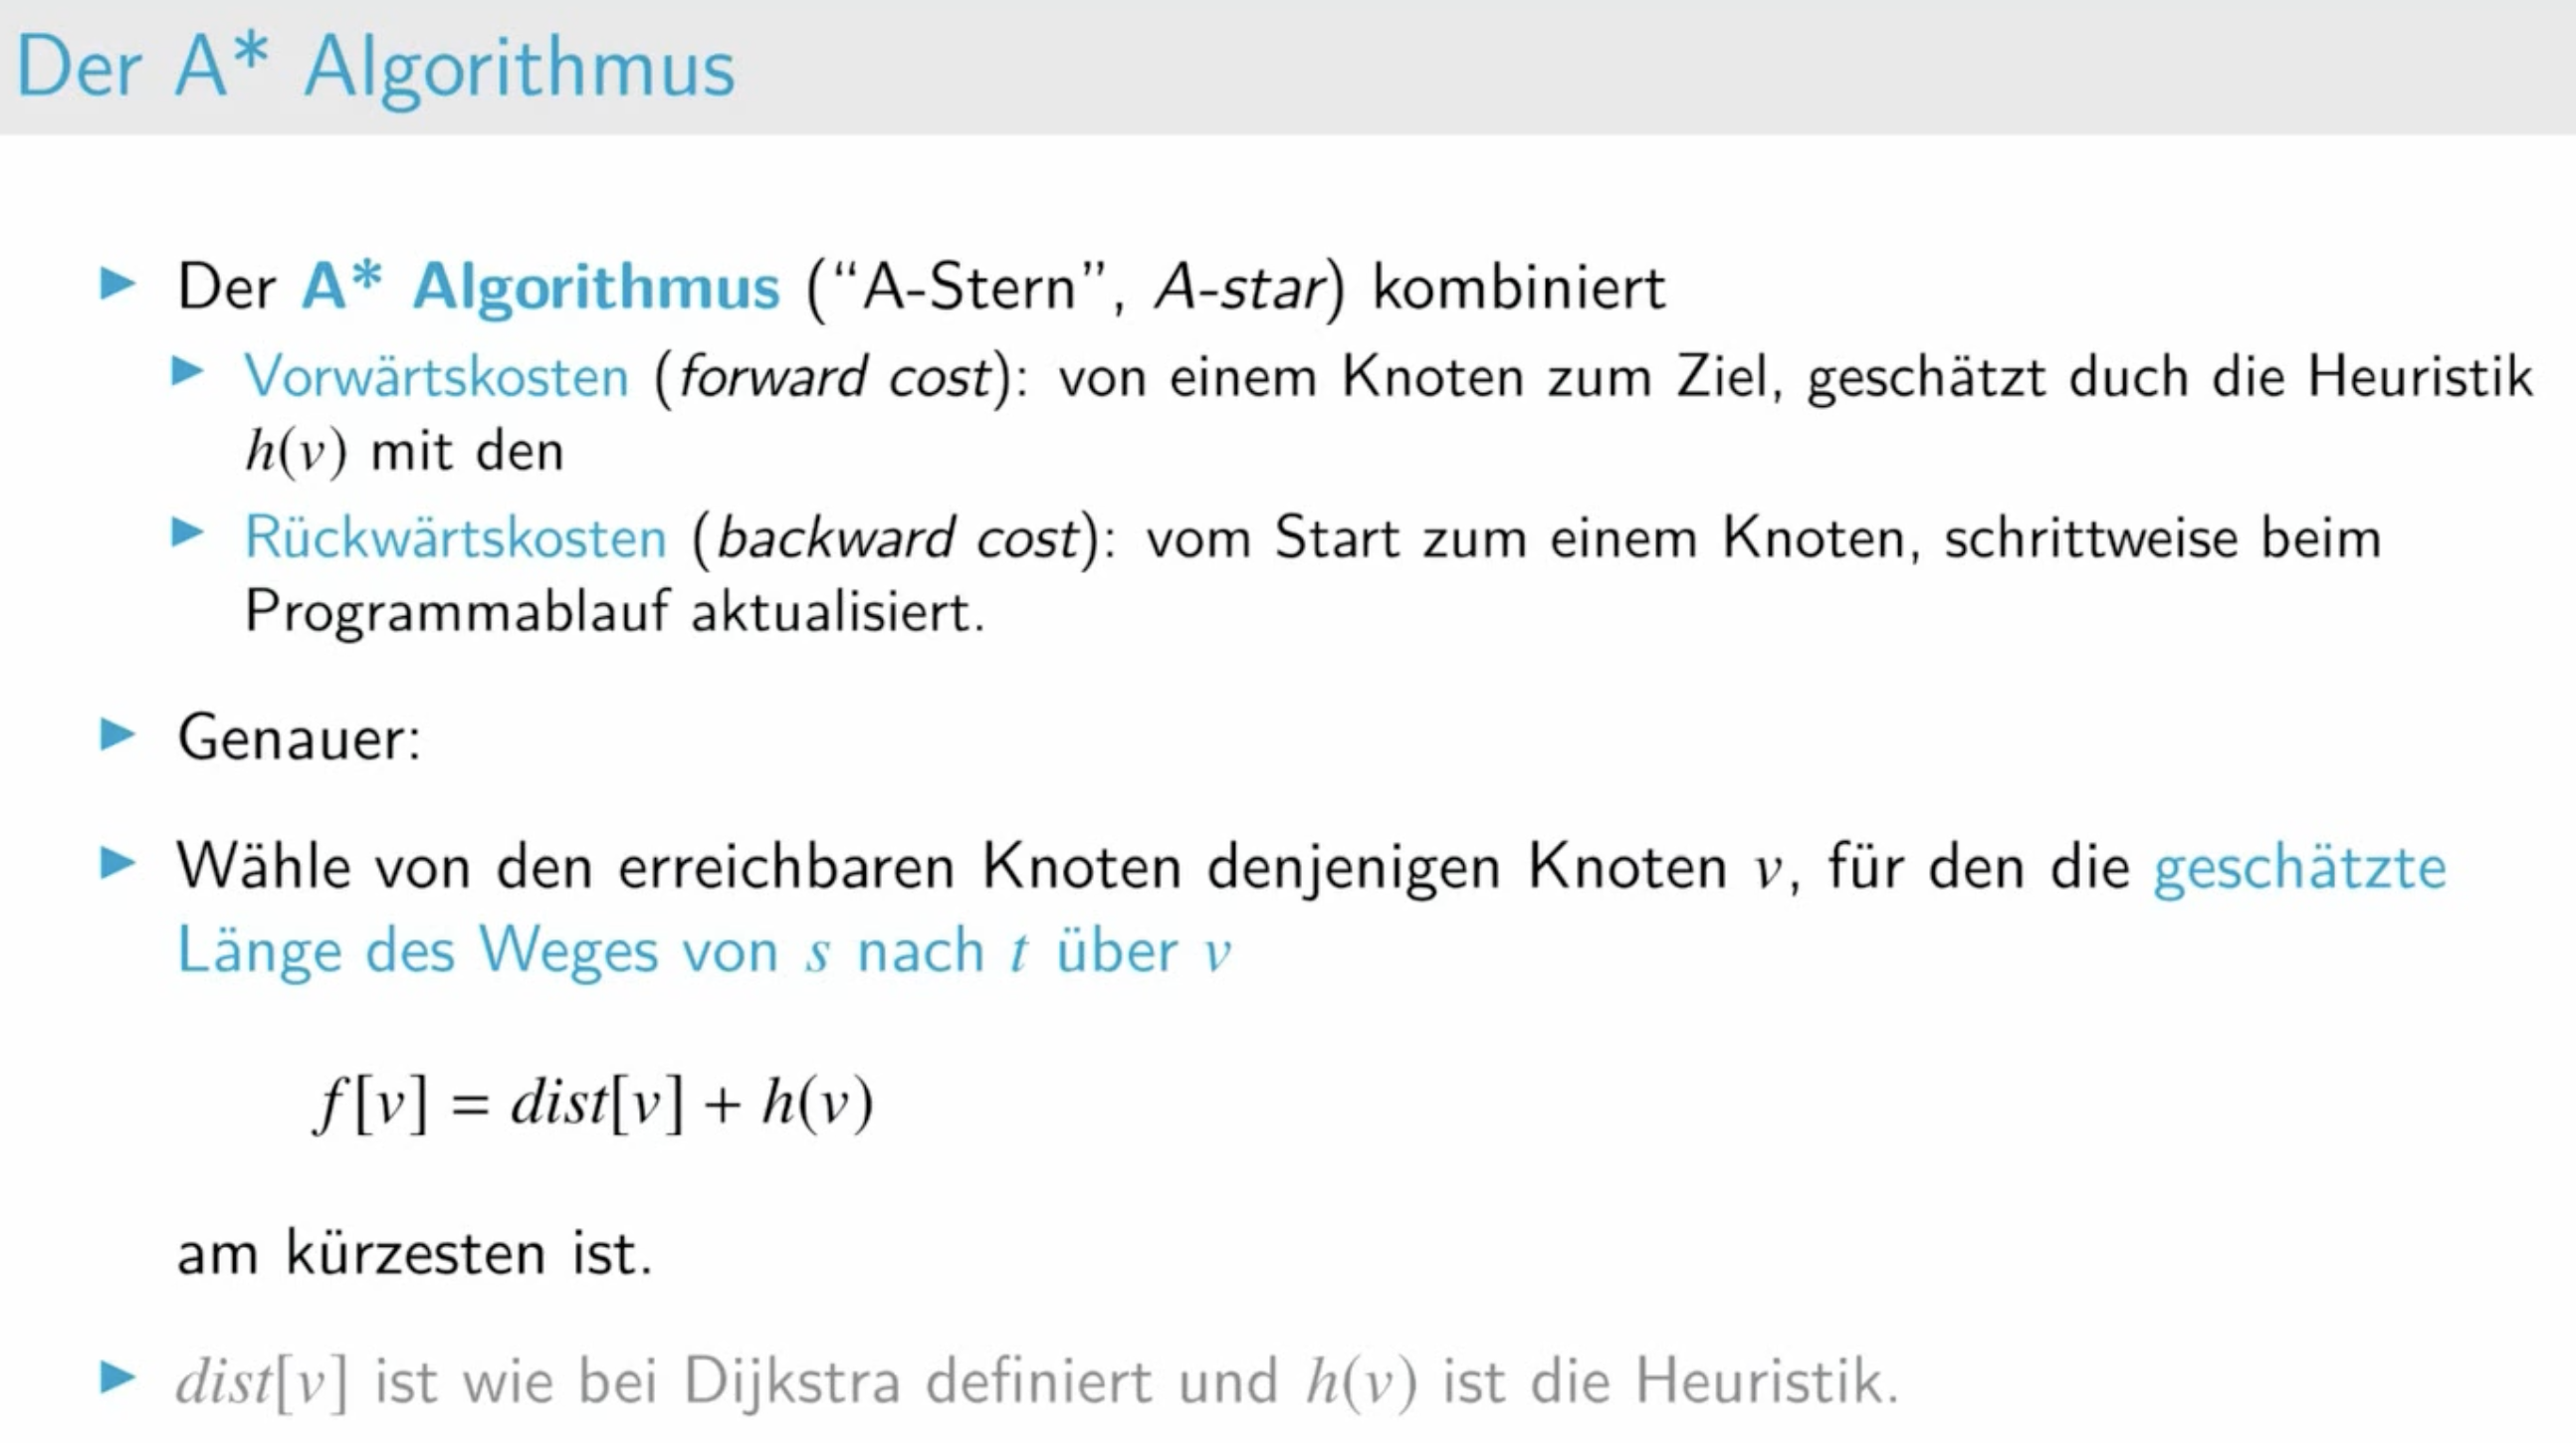 Der A* Algorithmus
▶ Der A* Algorithmus (“A-Stern”, A-star) kombiniert
▶ Vorwärtskosten (forward cost): von einem Knoten zum Ziel, geschätzt duch die Heuristik
h(v) mit den
▶ Rückwärtskosten (backward cost): vom Start zum einem Knoten, schrittweise beim
Programmablauf aktualisiert.
▶ Genauer:
▶ Wähle von den erreichbaren Knoten denjenigen Knoten v, für den die geschätzte
Länge des Weges von s nach t über v
f[v] = dist[v] + h(v)
am kürzesten ist.
▶ dist[v] ist wie bei Dijkstra definiert und h(v) ist die Heuristik.